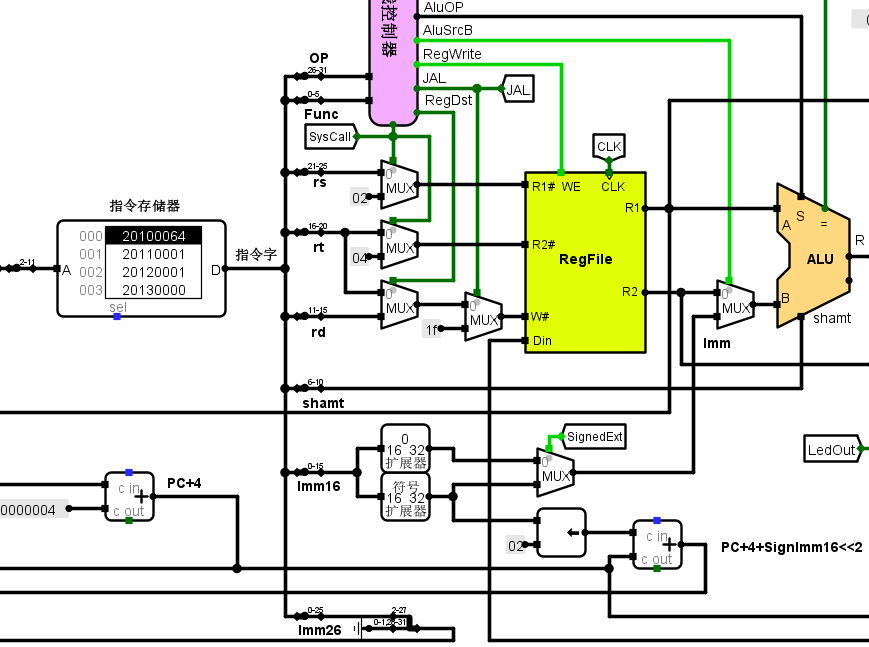 AluOP
AluSrcB
RegWrite
JAL
RegDst
控制器
JAL
OP
26-31
0-5
Func
SysCall
CLK
21-25
rs
0
MUX
02
R1#
WE
CLK
R1
A
S
=
指令存储器
16-20
rt
0
MUX
04
R2#
RegFile
ALU
R
000 20100064
001 20110001
002 20120001
003 20130000
2-11
A
D
sel
指令字
11-15
rd
0
MUX
0
MUX
1f
W#
Din
R2
0
MUX
Imm
B
shamt
6-10
shamt
0
16 32
扩展器
SignedExt
LedOut
0-15
Imm16
符号
16 32
扩展器
0
MUX
c in
+
c out
PC+4
0000004
02
c in
+
c out
PC+4+SignImm16<<2
0-25
Imm26
2-27
0-1,28-31